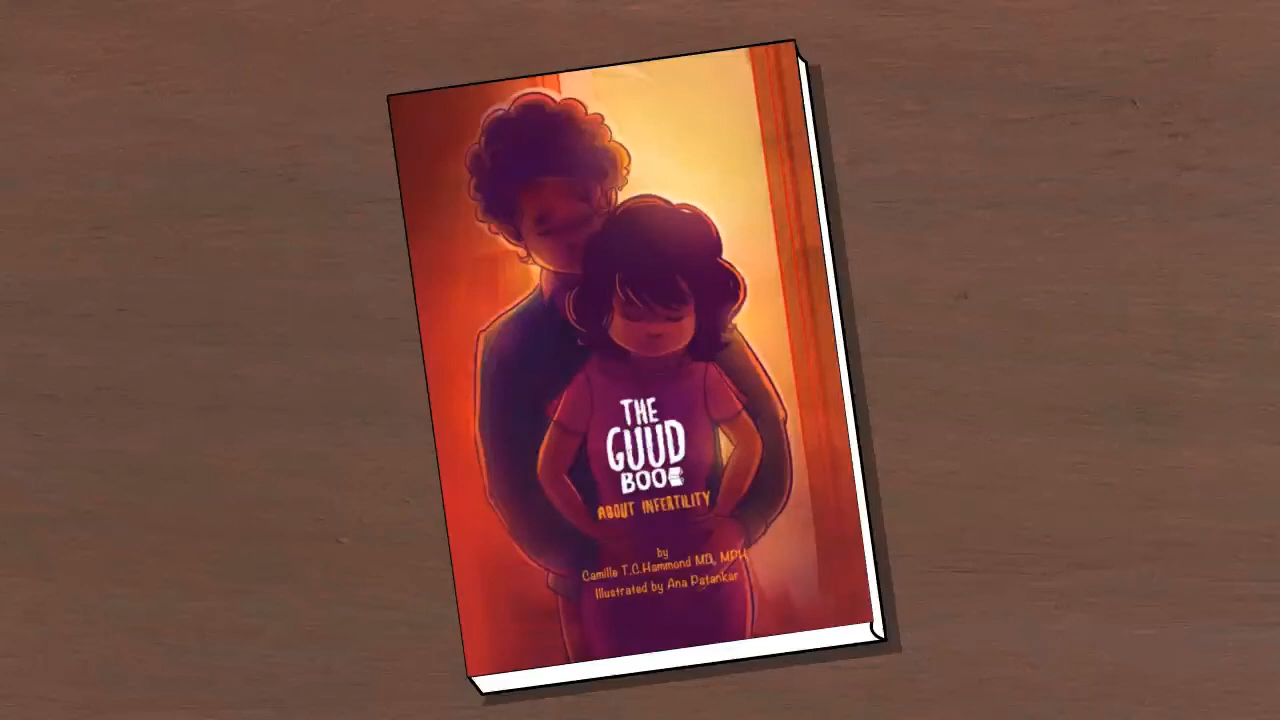 THE
GUUD
BOO
ABOUT INFERTILITY
by
Camille T.C.Hammond MD, MPH
Illustrated by Ana Patankar